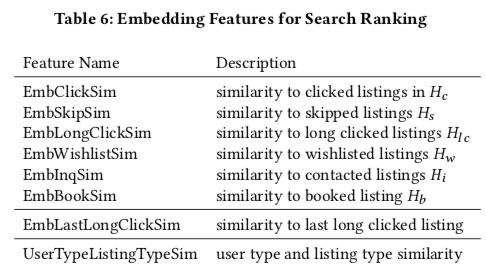 Table 6: Embedding Features for Search Ranking
Feature Name Description
EmbClickSim similarity to clicked listings in H_c
EmbSkipSim similarity to skipped listings H_s
EmbLongClickSim similarity to long clicked listings H_lc
EmbWishlistSim similarity to wishlisted listings H_w
EmbInqSim similarity to contacted listings H_i
EmbBookSim similarity to booked listing H_b
EmbLastLongClickSim similarity to last long clicked listing
UserTypeListingTypeSim user type and listing type similarity